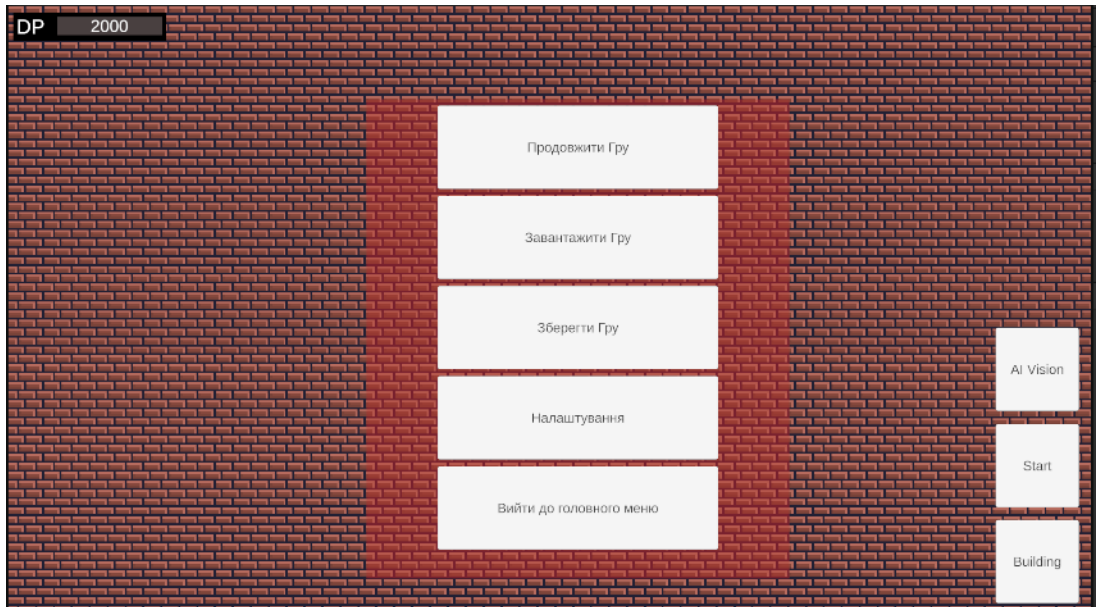 DP 2000
Продовжити Гру
Завантажити Гру
Зберегти Гру
Налаштування
Вийти до головного меню
AI Vision
Start
Building